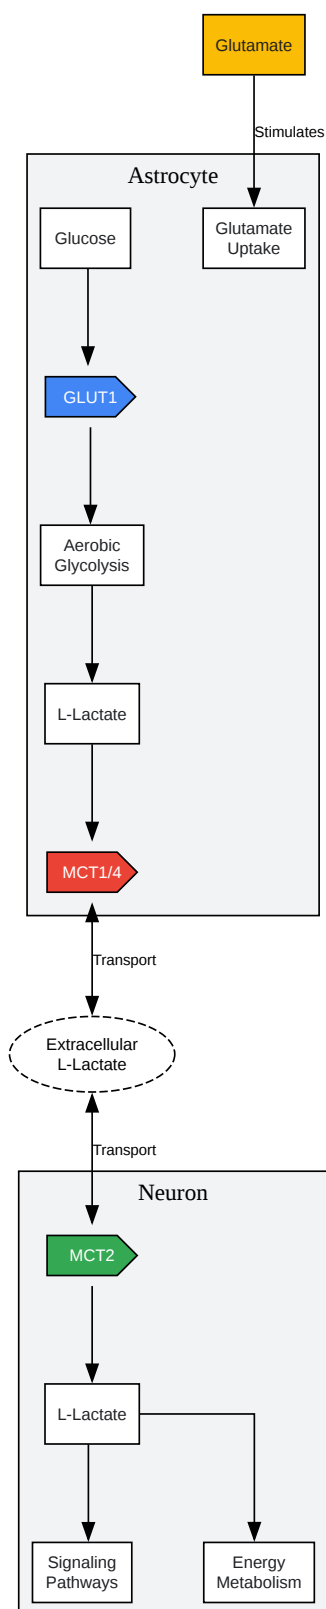 Glutamate
Stimulates
Astrocyte
Glucose
Glutamate
Uptake
GLUT1
Aerobic
Glycolysis
L-Lactate
MCT1/4
Transport
Extracellular
L-Lactate
Transport
Neuron
MCT2
L-Lactate
Signaling
Pathways
Energy
Metabolism